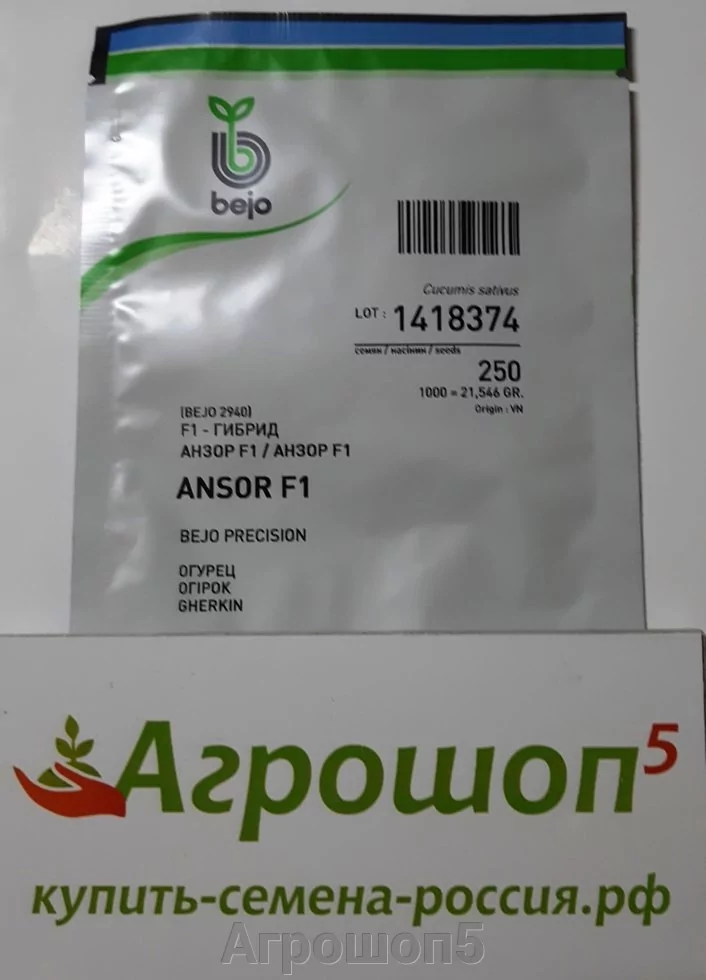 bejo
Cucumis sativus
LOT : 1418374
семян / насінин / seeds
250
1000 = 21,546 GR.
Origin : VN
(BEJO 2940)
F1 - ГИБРИД
АНЗОР F1 / АНЗОР F1
ANSOR F1
BEJO PRECISION
ОГУРЕЦ
ОГІРОК
GHERKIN
Агрошоп5
купить-семена-россия.рф
Агрошоп5